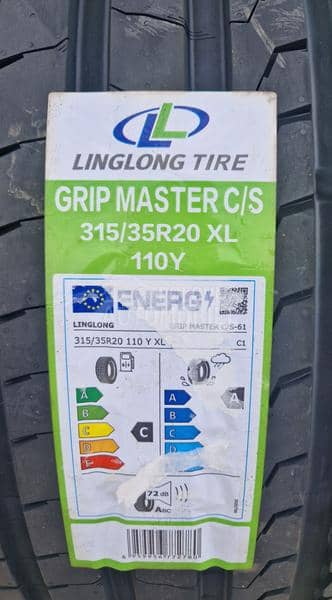 LINGLONG TIRE
GRIP MASTER C/S
315/35R20 XL
110Y
ENERG
LINGLONG
GRIP MASTER C/S-61
315/35R20 110 Y XL
C1
A
B
C
D
E
C
A
B
C
D
A
72 dB
ABC